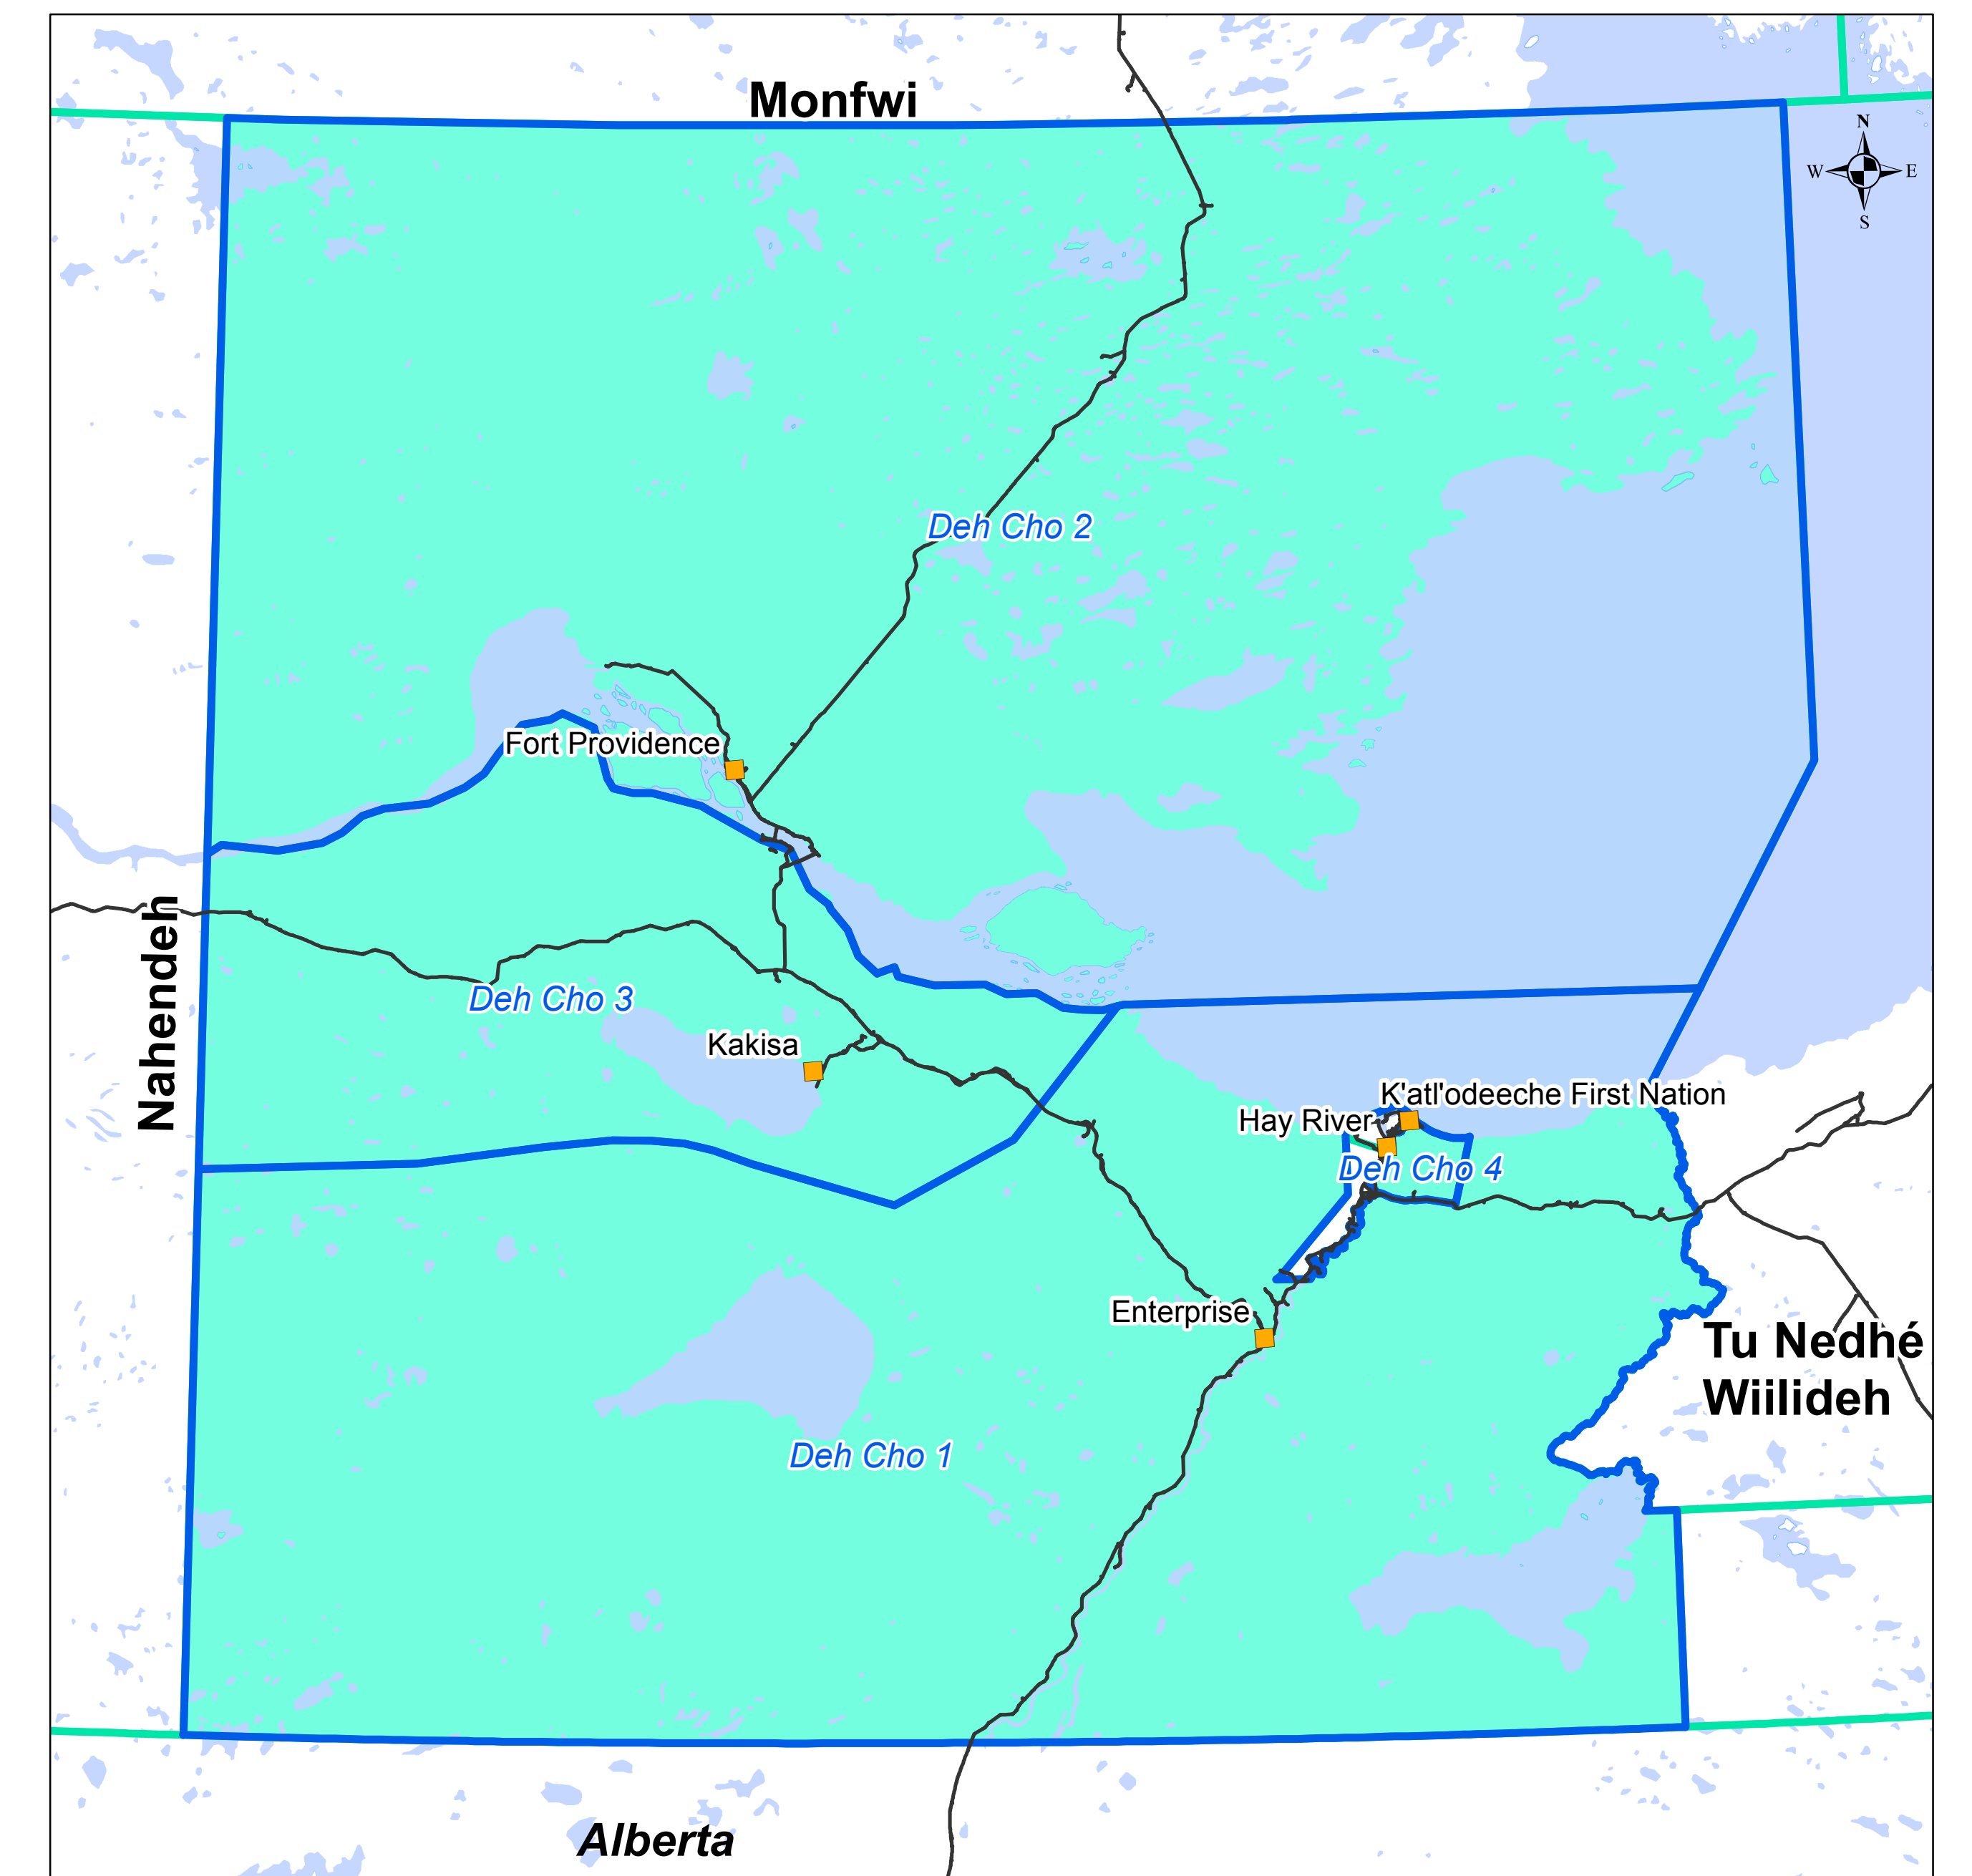 Monfwi
N
W E
S
Deh Cho 2
Fort Providence
Nahendeh
Deh Cho 3
Kakisa
K'atl'odeeche First Nation
Hay River
Deh Cho 4
Enterprise
Tu Nedhé
Wiilideh
Deh Cho 1
Alberta